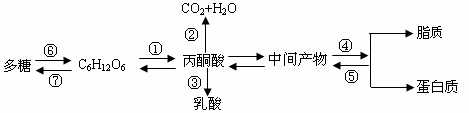 CO₂+H₂O
⑥ ① ② ④ 脂质
多糖 C₆H₁₂O₆ 丙酮酸 中间产物
⑦ ③ ⑤
乳酸 蛋白质